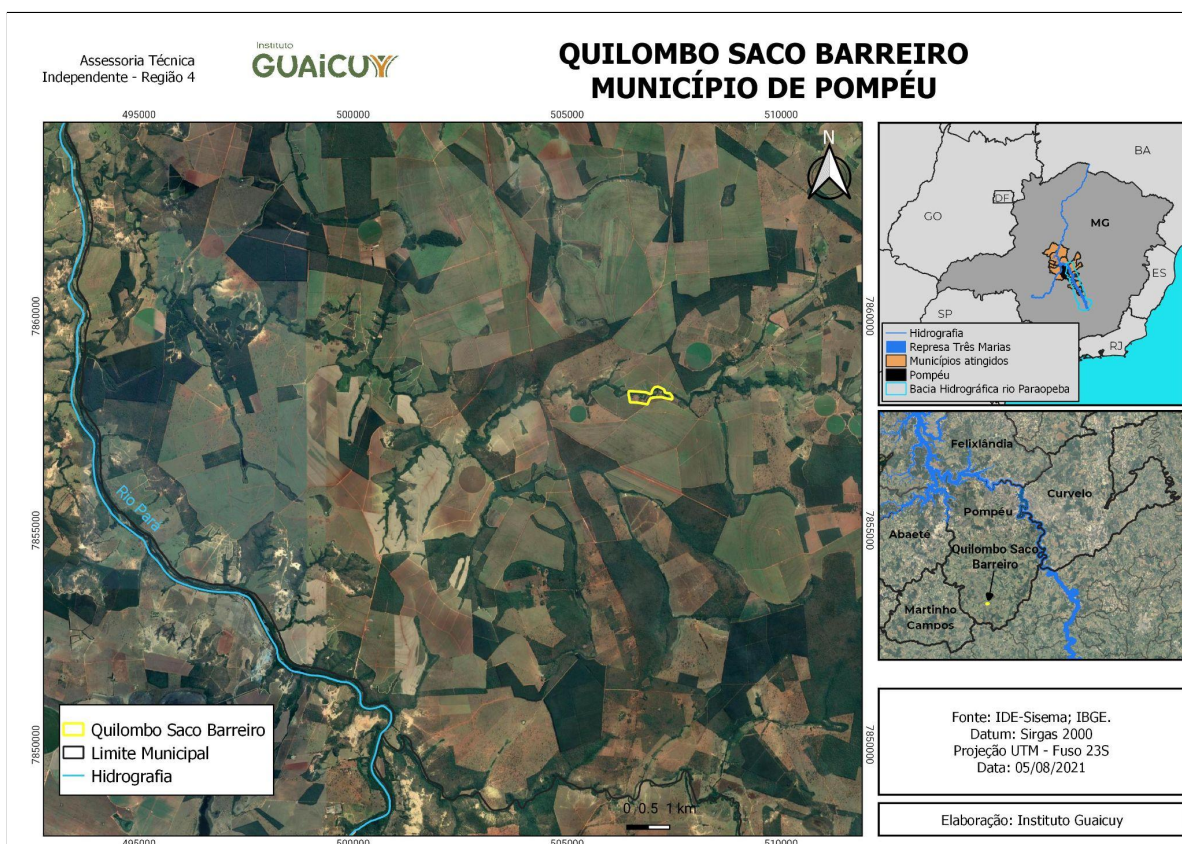 Assessoria Técnica
Independente - Região 4
Instituto
GUAiCUY
QUILOMBO SACO BARREIRO
MUNICÍPIO DE POMPÉU
495000
500000
505000
510000
7860000
7855000
7850000
7860000
7855000
7850000
N
Rio Pará
Quilombo Saco Barreiro
Limite Municipal
Hidrografia
0 0.5 1 km
495000
500000
505000
510000
BA
DF
GO
MG
ES
SP
RJ
Hidrografia
Represa Três Marias
Municípios atingidos
Pompéu
Bacia Hidrográfica rio Paraopeba
Felixlândia
Curvelo
Pompéu
Abaeté
Quilombo Saco
Barreiro
Martinho
Campos
Fonte: IDE-Sisema; IBGE.
Datum: Sirgas 2000
Projeção UTM - Fuso 23S
Data: 05/08/2021
Elaboração: Instituto Guaicuy